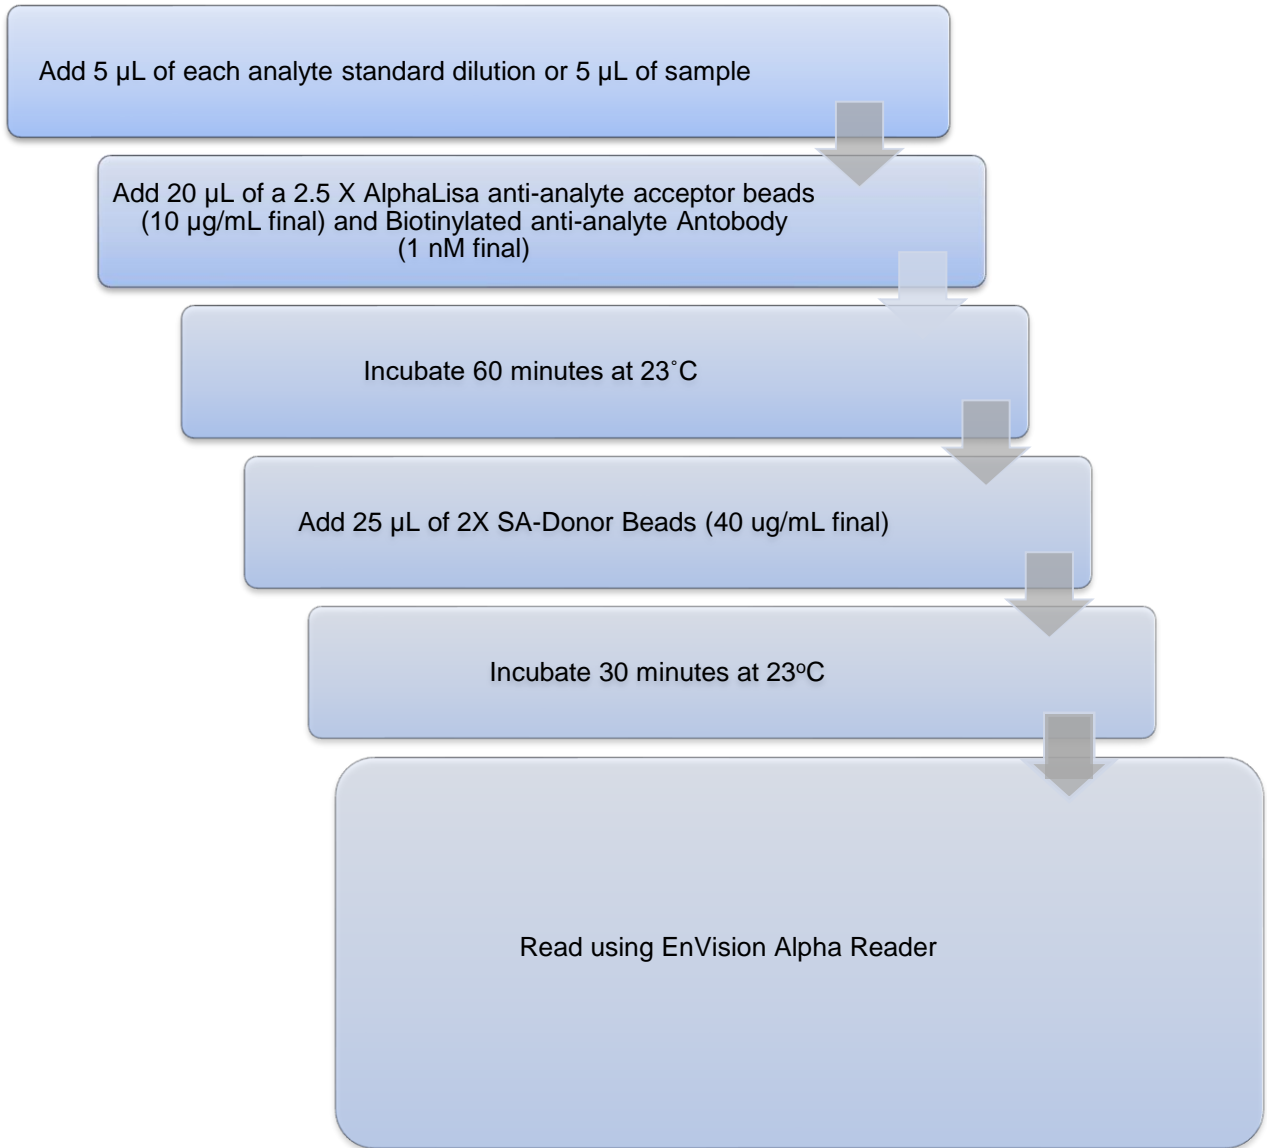 Add 5 µL of each analyte standard dilution or 5 µL of sample
Add 20 µL of a 2.5 X AlphaLisa anti-analyte acceptor beads
(10 µg/mL final) and Biotinylated anti-analyte Antobody
(1 nM final)
Incubate 60 minutes at 23˚C
Add 25 µL of 2X SA-Donor Beads (40 ug/mL final)
Incubate 30 minutes at 23ºC
Read using EnVision Alpha Reader